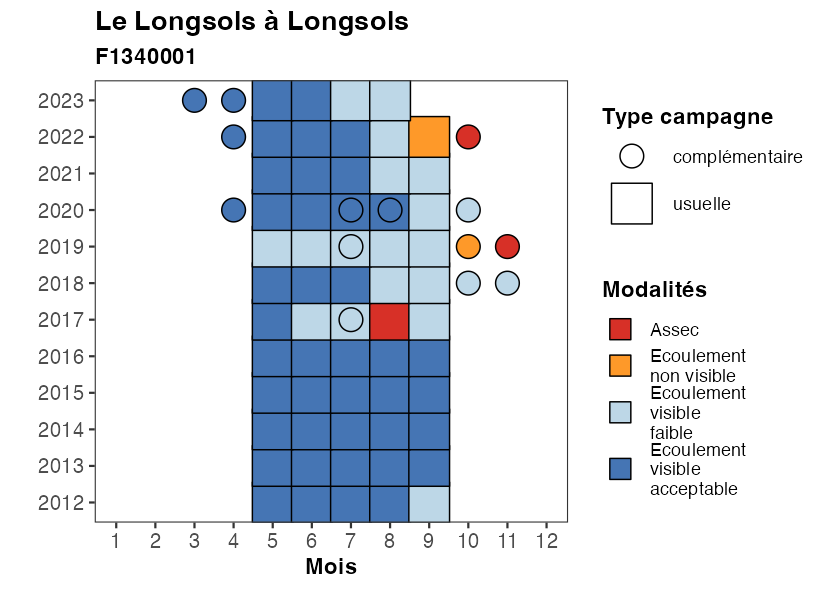 Le Longsols à Longsols
F1340001
2023
2022
2021
2020
2019
2018
2017
2016
2015
2014
2013
2012
1 2 3 4 5 6 7 8 9 10 11 12
Mois
Type campagne
complémentaire
usuelle
Modalités
Assec
Ecoulement
non visible
Ecoulement
visible
faible
Ecoulement
visible
acceptable